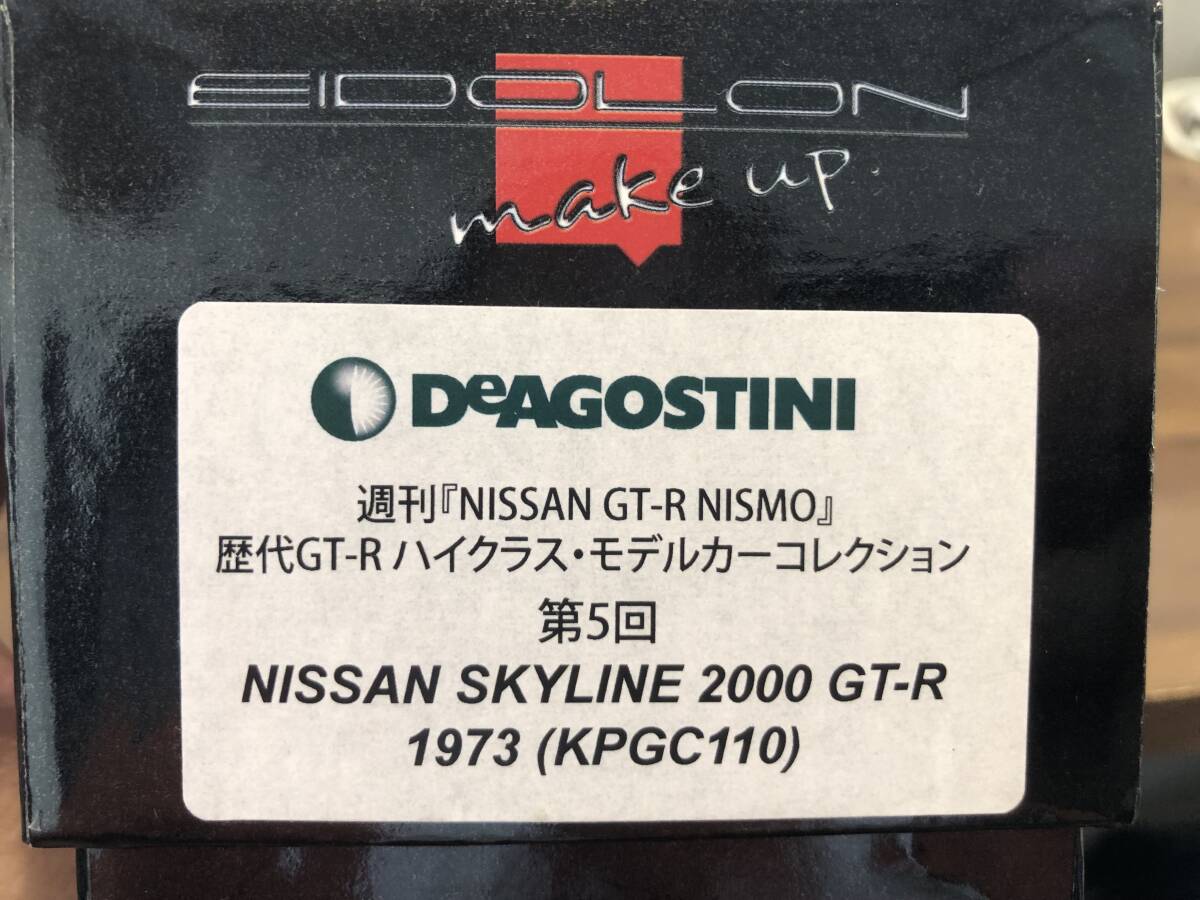 EIDOLON
make up.
DeAGOSTINI
週刊『NISSAN GT-R NISMO』
歴代GT-R ハイクラス・モデルカーコレクション
第5回
NISSAN SKYLINE 2000 GT-R
1973 (KPGC110)